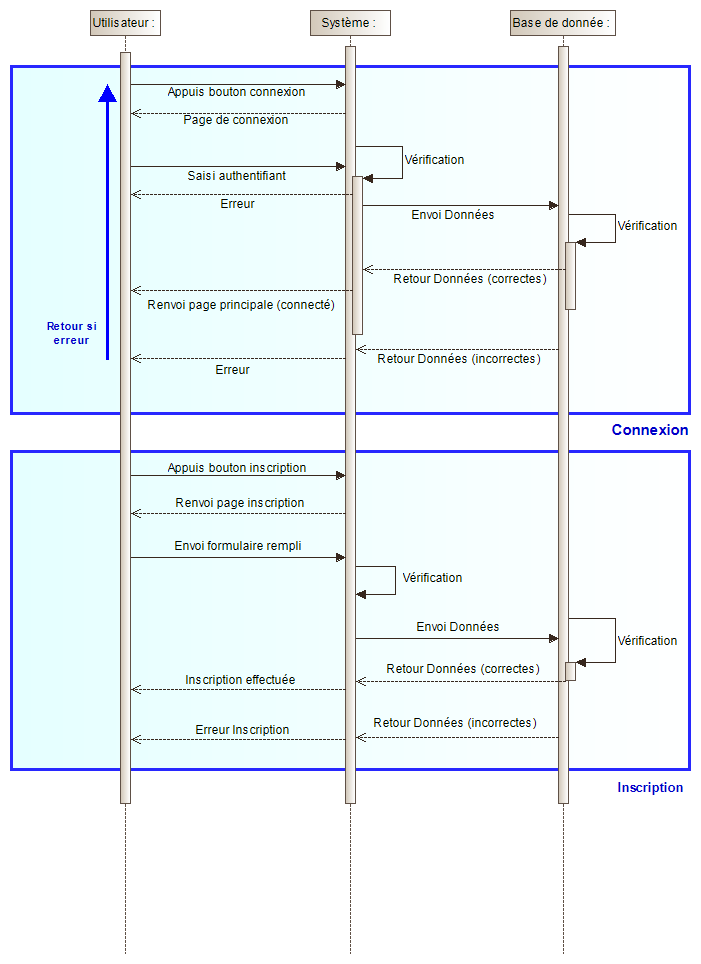 Utilisateur :
Système :
Base de donnée :
Appuis bouton connexion
Page de connexion
Vérification
Saisi authentifiant
Erreur
Envoi Données
Vérification
Retour Données (correctes)
Renvoi page principale (connecté)
Retour si
erreur
Retour Données (incorrectes)
Erreur
Connexion
Appuis bouton inscription
Renvoi page inscription
Envoi formulaire rempli
Vérification
Envoi Données
Vérification
Retour Données (correctes)
Inscription effectuée
Retour Données (incorrectes)
Erreur Inscription
Inscription